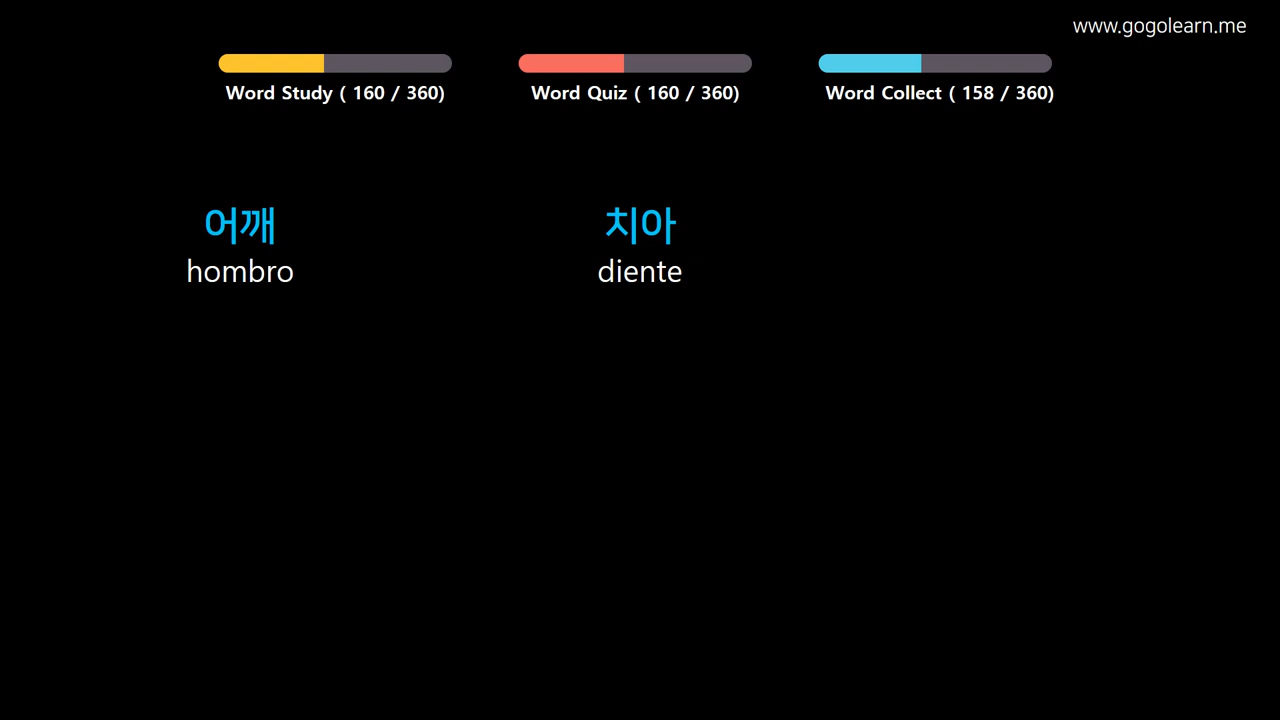 www.gogolearn.me
Word Study ( 160 / 360)
Word Quiz ( 160 / 360)
Word Collect ( 158 / 360)
어깨
hombro
치아
diente